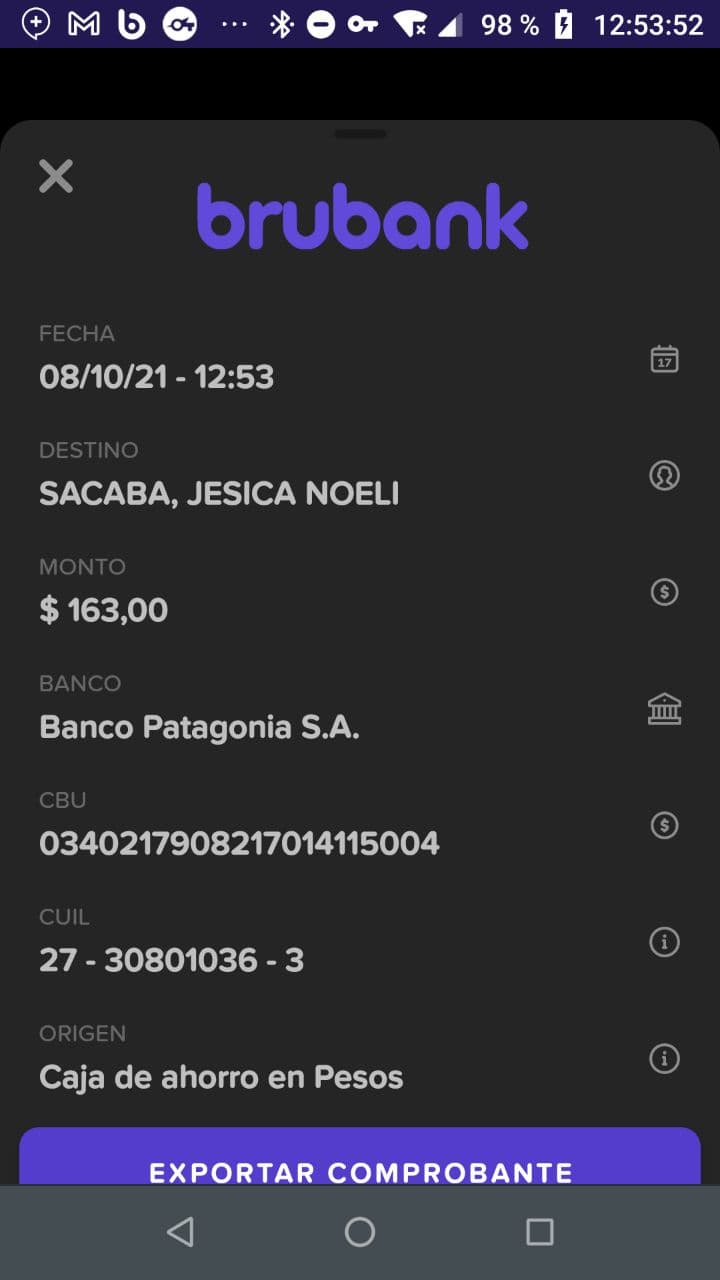 98 % 12:53:52
brubank
FECHA
08/10/21 - 12:53
17
DESTINO
SACABA, JESICA NOELI
MONTO
$ 163,00
$
BANCO
Banco Patagonia S.A.
CBU
0340217908217014115004
$
CUIL
27 - 30801036 - 3
ORIGEN
Caja de ahorro en Pesos
EXPORTAR COMPROBANTE